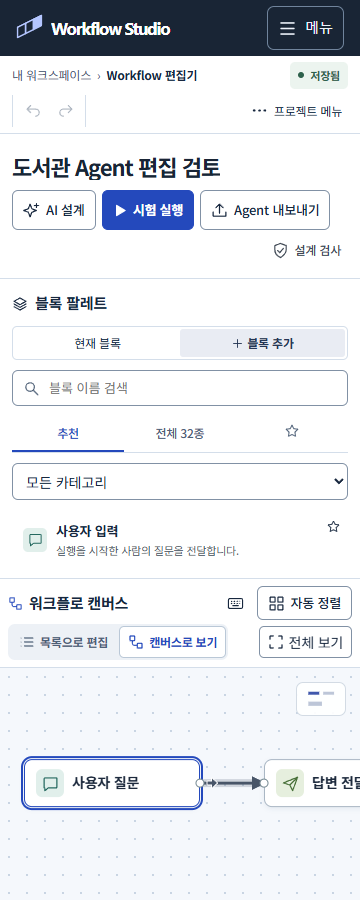 Workflow Studio
메뉴
내 워크스페이스 › Workflow 편집기
저장됨
프로젝트 메뉴
도서관 Agent 편집 검토
AI 설계
시험 실행
Agent 내보내기
설계 검사
블록 팔레트
현재 블록
+ 블록 추가
블록 이름 검색
추천
전체 32종
모든 카테고리
사용자 입력
실행을 시작한 사람의 질문을 전달합니다.
워크플로 캔버스
자동 정렬
목록으로 편집
캔버스로 보기
전체 보기
사용자 질문
답변 전달